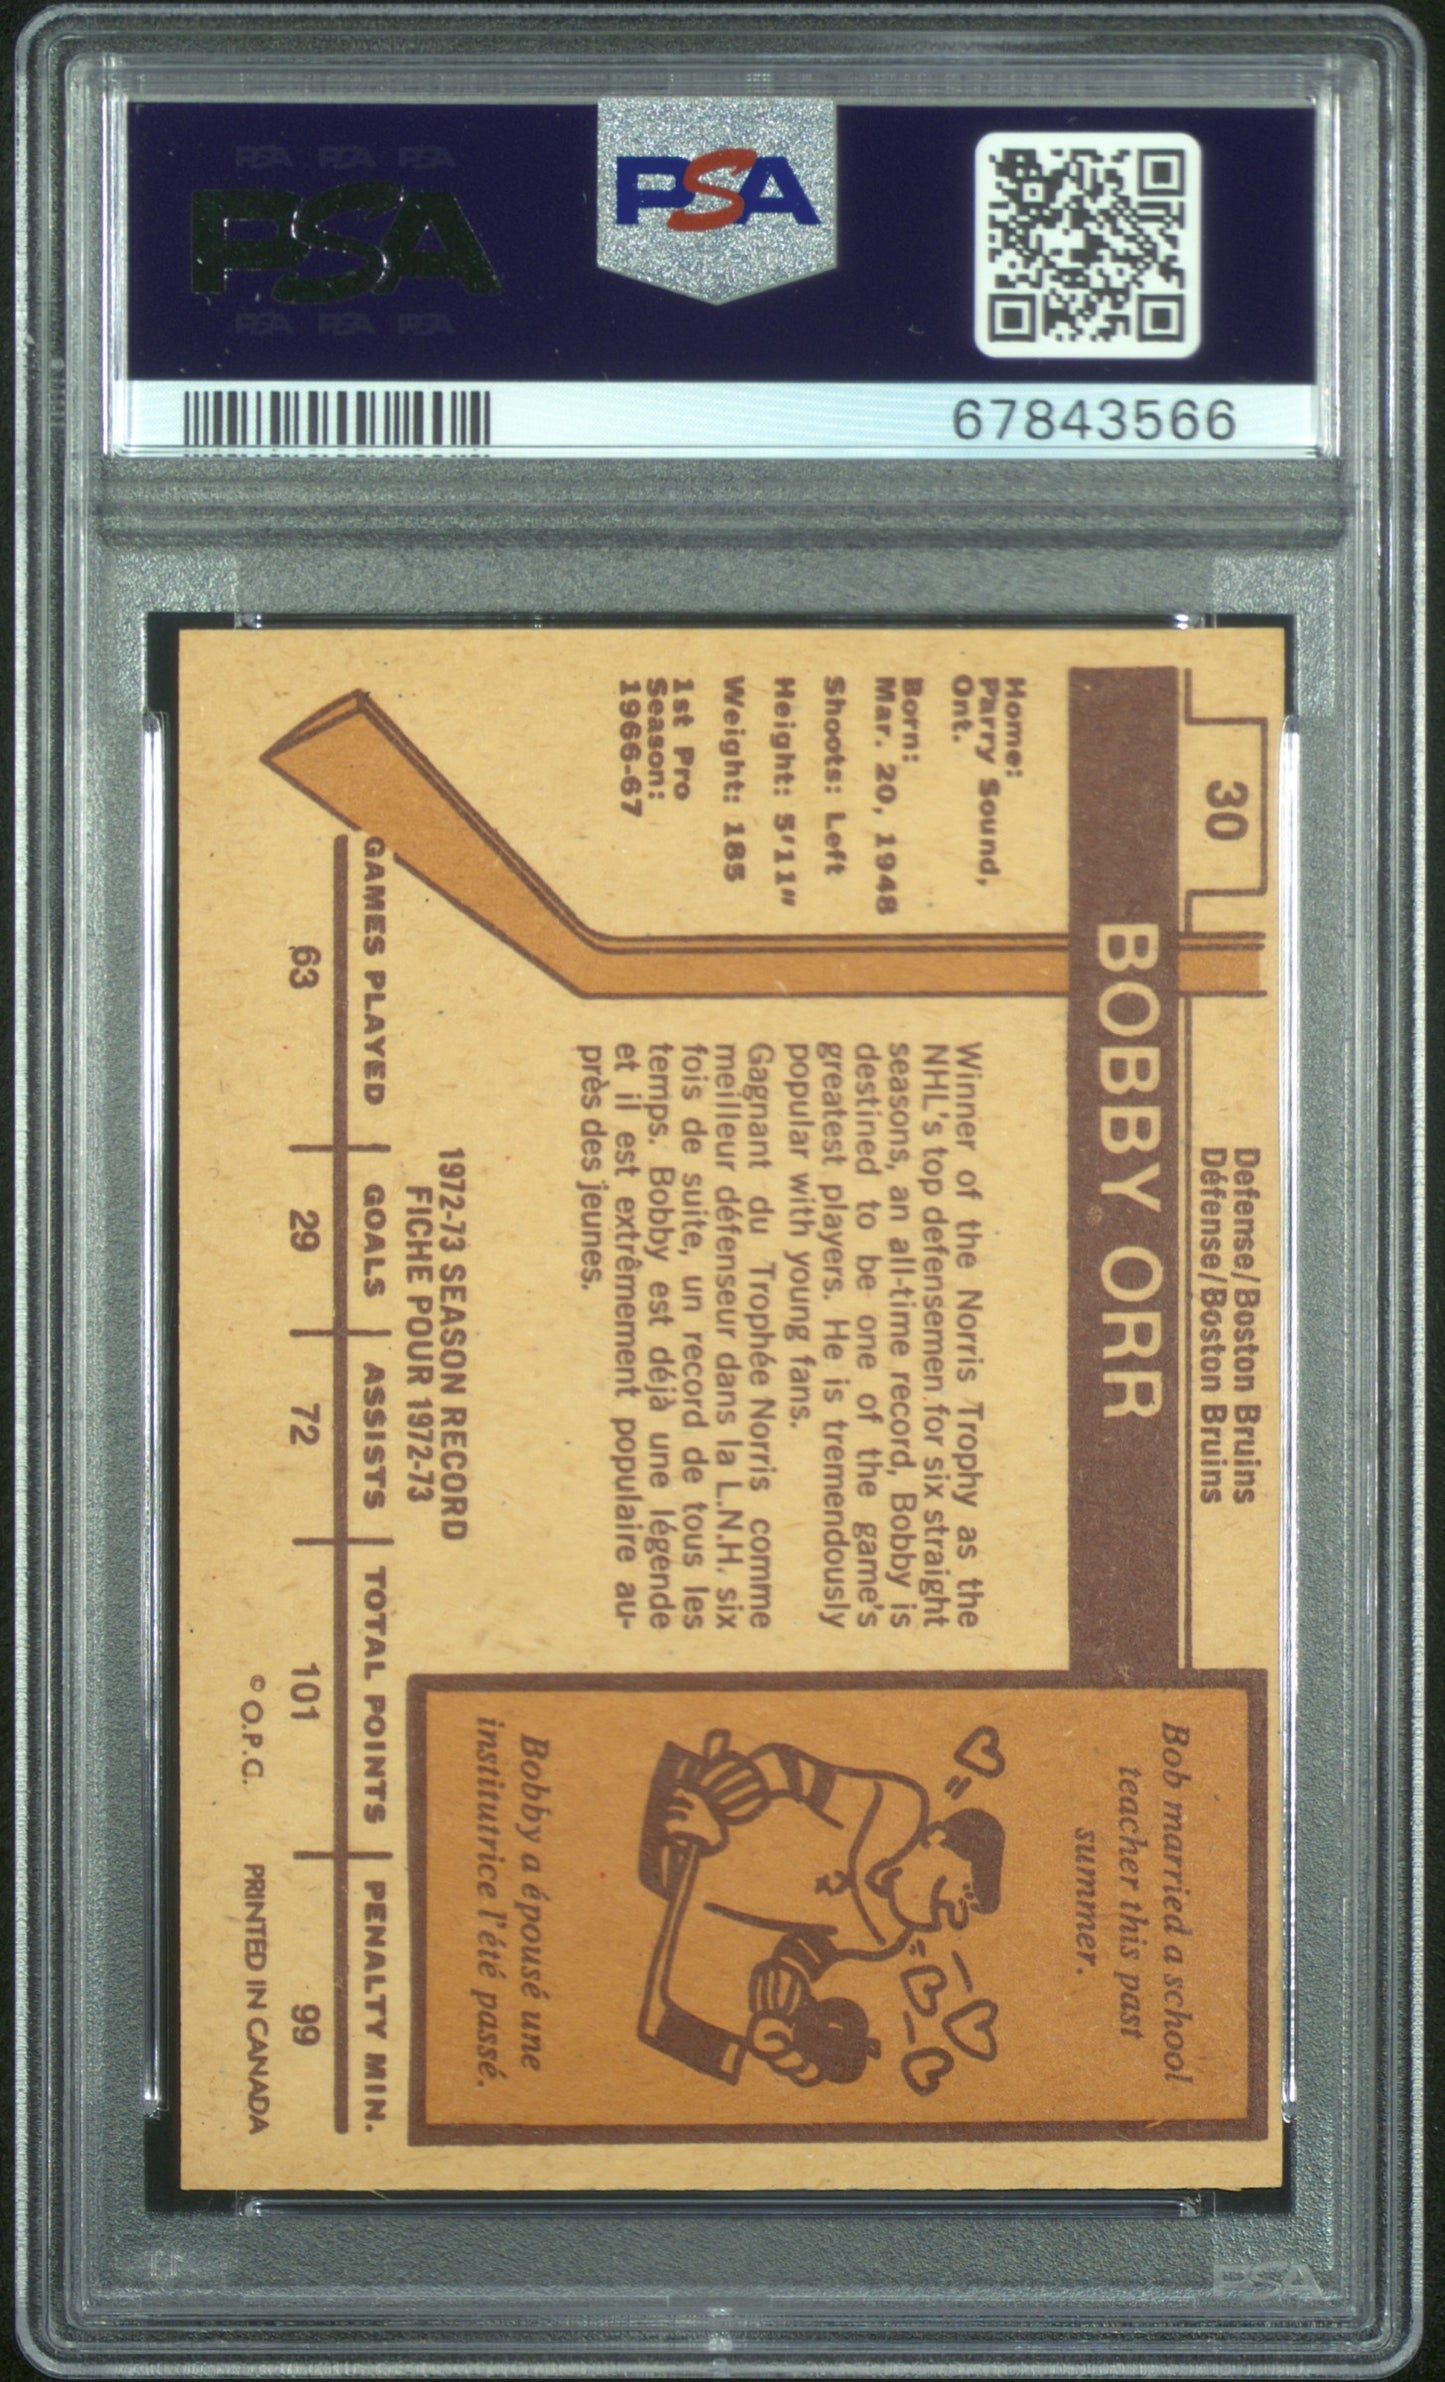 PSA PSA PSA
PSA
PSA PSA PSA
PSA
67843566
30
Defense/Boston Bruins
Défense/Boston Bruins
BOBBY ORR
Home:
Parry Sound,
Ont.
Born:
Mar. 20, 1948
Shoots: Left
Height: 5'11"
Weight: 185
1st Pro
Season:
1966-67
Winner of the Norris Trophy as the
NHL's top defensemen for six straight
seasons, an all-time record, Bobby is
destined to be one of the game's
greatest players. He is tremendously
popular with young fans.
Gagnant du Trophée Norris comme
meilleur défenseur dans la L.N.H. six
fois de suite, un record de tous les
temps. Bobby est déjà une légende
et il est extrêmement populaire au-
près des jeunes.
Bob married a school
teacher this past
summer.
Bobby a épousé une
institutrice l'été passé.
1972-73 SEASON RECORD
FICHE POUR 1972-73
GAMES PLAYED GOALS ASSISTS TOTAL POINTS PENALTY MIN.
63 29 72 101 99
© O.P.C. PRINTED IN CANADA
PSA